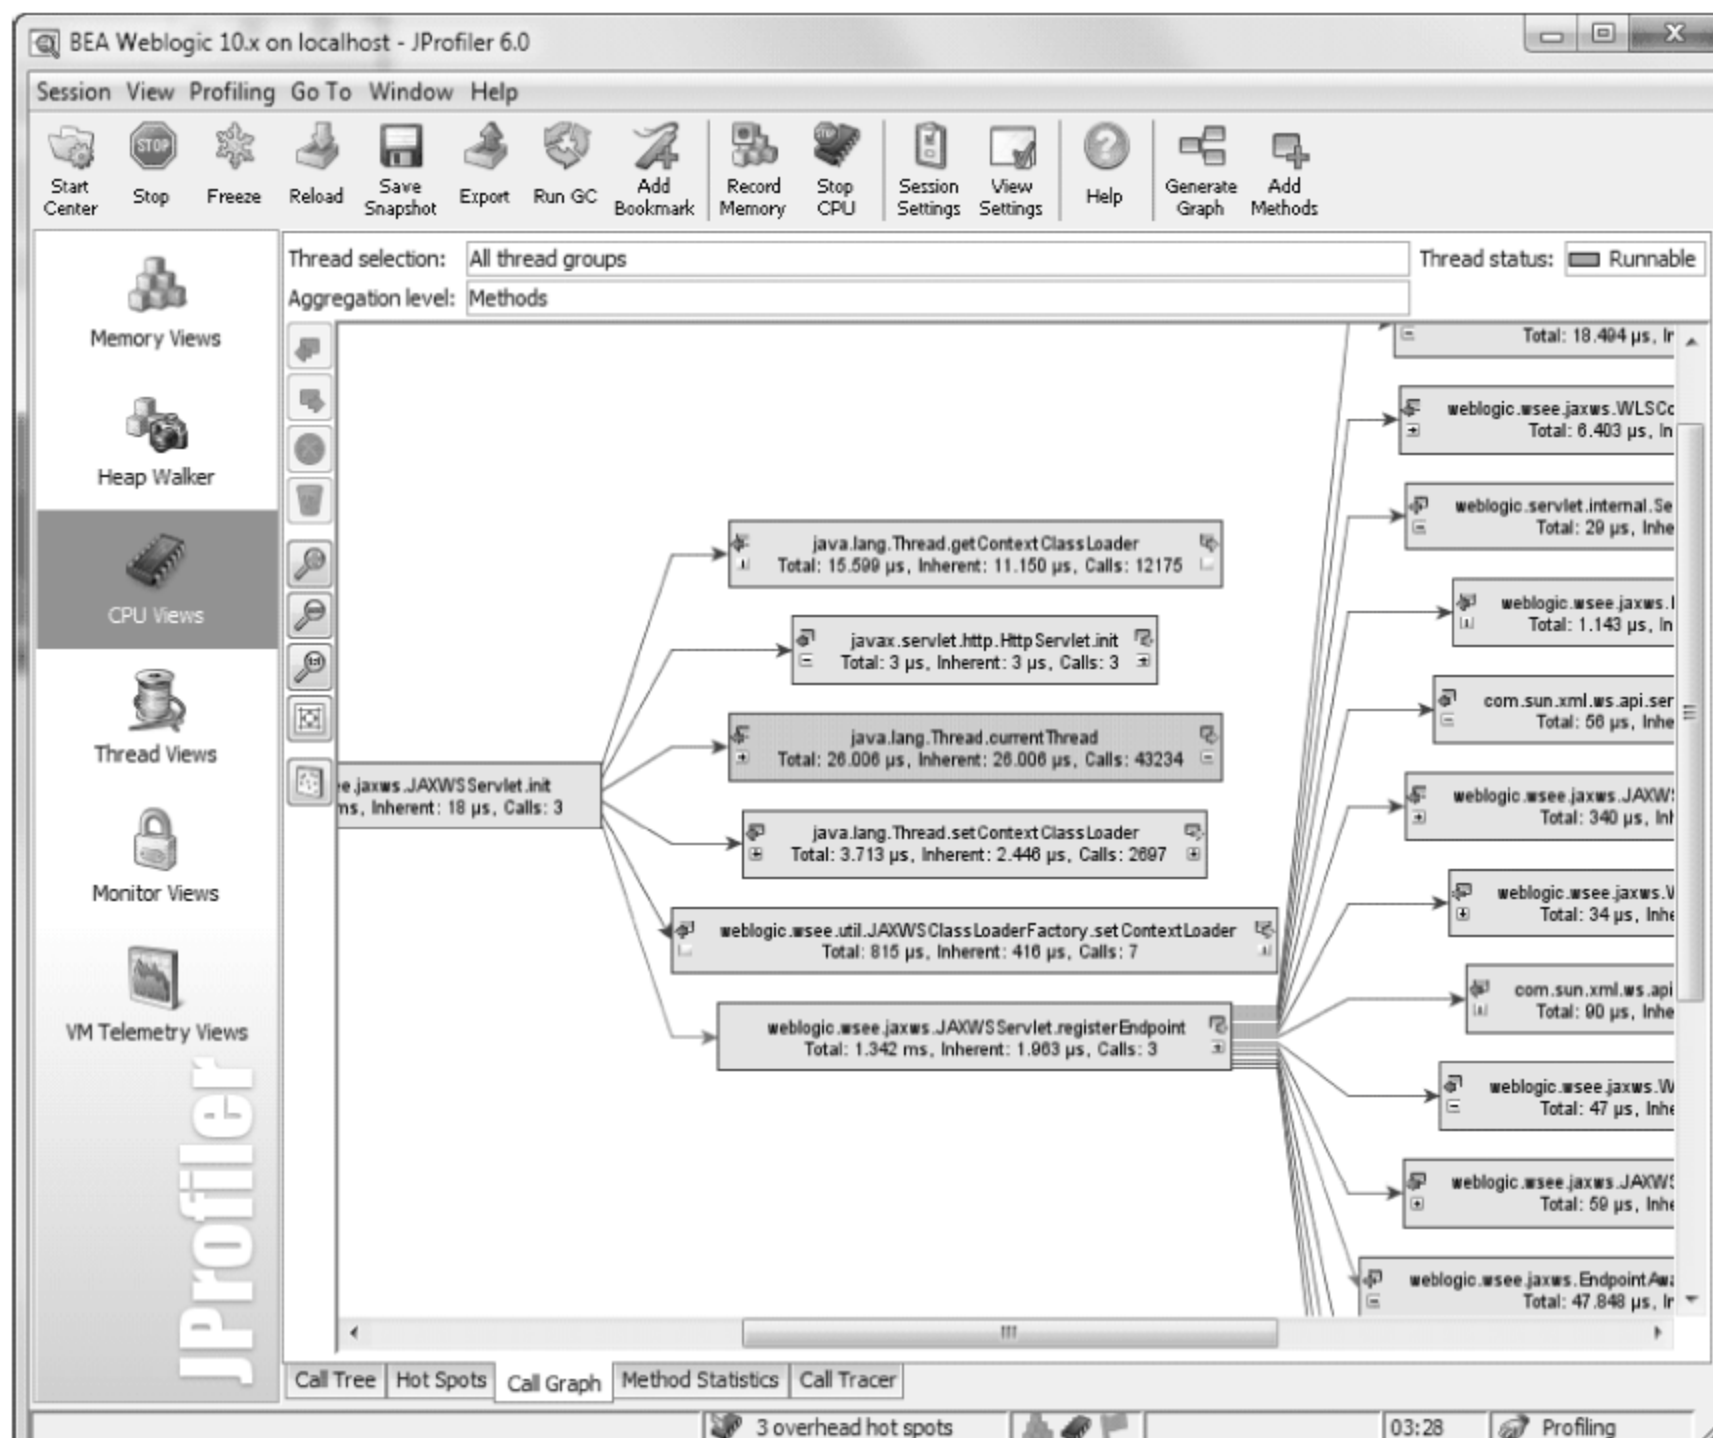 BEA Weblogic 10.x on localhost - JProfiler 6.0
Session View Profiling Go To Window Help
Start Center
Stop
Freeze
Reload
Save Snapshot
Export
Run GC
Add Bookmark
Record Memory
Stop CPU
Session Settings
View Settings
Help
Generate Graph
Add Methods
Thread selection: All thread groups
Thread status: Runnable
Aggregation level: Methods
Memory Views
Heap Walker
CPU Views
Thread Views
Monitor Views
VM Telemetry Views
JProfiler
ee.jaxws.JAXWSServlet.init
ms, Inherent: 18 µs, Calls: 3
java.lang.Thread.getContextClassLoader
Total: 15.599 µs, Inherent: 11.150 µs, Calls: 12175
javax.servlet.http.HttpServlet.init
Total: 3 µs, Inherent: 3 µs, Calls: 3
java.lang.Thread.currentThread
Total: 26.006 µs, Inherent: 26.006 µs, Calls: 43234
java.lang.Thread.setContextClassLoader
Total: 3.713 µs, Inherent: 2.446 µs, Calls: 2697
weblogic.wsee.util.JAXWSClassLoaderFactory.setContextLoader
Total: 815 µs, Inherent: 416 µs, Calls: 7
weblogic.wsee.jaxws.JAXWSServlet.registerEndpoint
Total: 1.342 ms, Inherent: 1.963 µs, Calls: 3
Total: 18.494 µs, Ir
weblogic.wsee.jaxws.WLSCo
Total: 6.403 µs, In
weblogic.servlet.internal.Se
Total: 29 µs, Inhe
weblogic.wsee.jaxws.
Total: 1.143 µs, In
com.sun.xml.ws.api.ser
Total: 56 µs, Inhe
weblogic.wsee.jaxws.JAXWS
Total: 340 µs, Inh
weblogic.wsee.jaxws.V
Total: 34 µs, Inhe
com.sun.xml.ws.api
Total: 90 µs, Inhe
weblogic.wsee.jaxws.W
Total: 47 µs, Inhe
weblogic.wsee.jaxws.JAXWS
Total: 59 µs, Inhe
weblogic.wsee.jaxws.EndpointAwa
Total: 47.848 µs, Ir
Call Tree
Hot Spots
Call Graph
Method Statistics
Call Tracer
3 overhead hot spots
03:28
Profiling